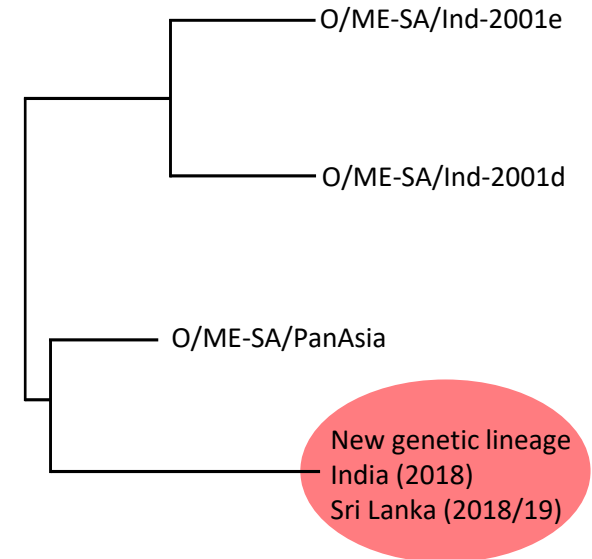 O/ME-SA/Ind-2001e
O/ME-SA/Ind-2001d
O/ME-SA/PanAsia
New genetic lineage
India (2018)
Sri Lanka (2018/19)